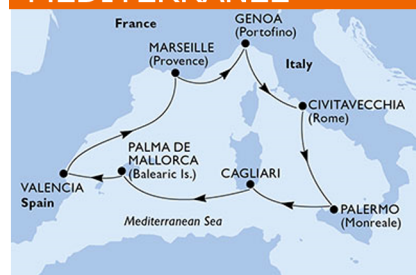 MEDITERRANEE
France
GENOA
(Portofino)
MARSEILLE
(Provence)
Italy
CIVITAVECCHIA
(Rome)
PALMA DE
MALLORCA
(Balearic Is.)
CAGLIARI
VALENCIA
Spain
PALERMO
(Monreale)
Mediterranean Sea